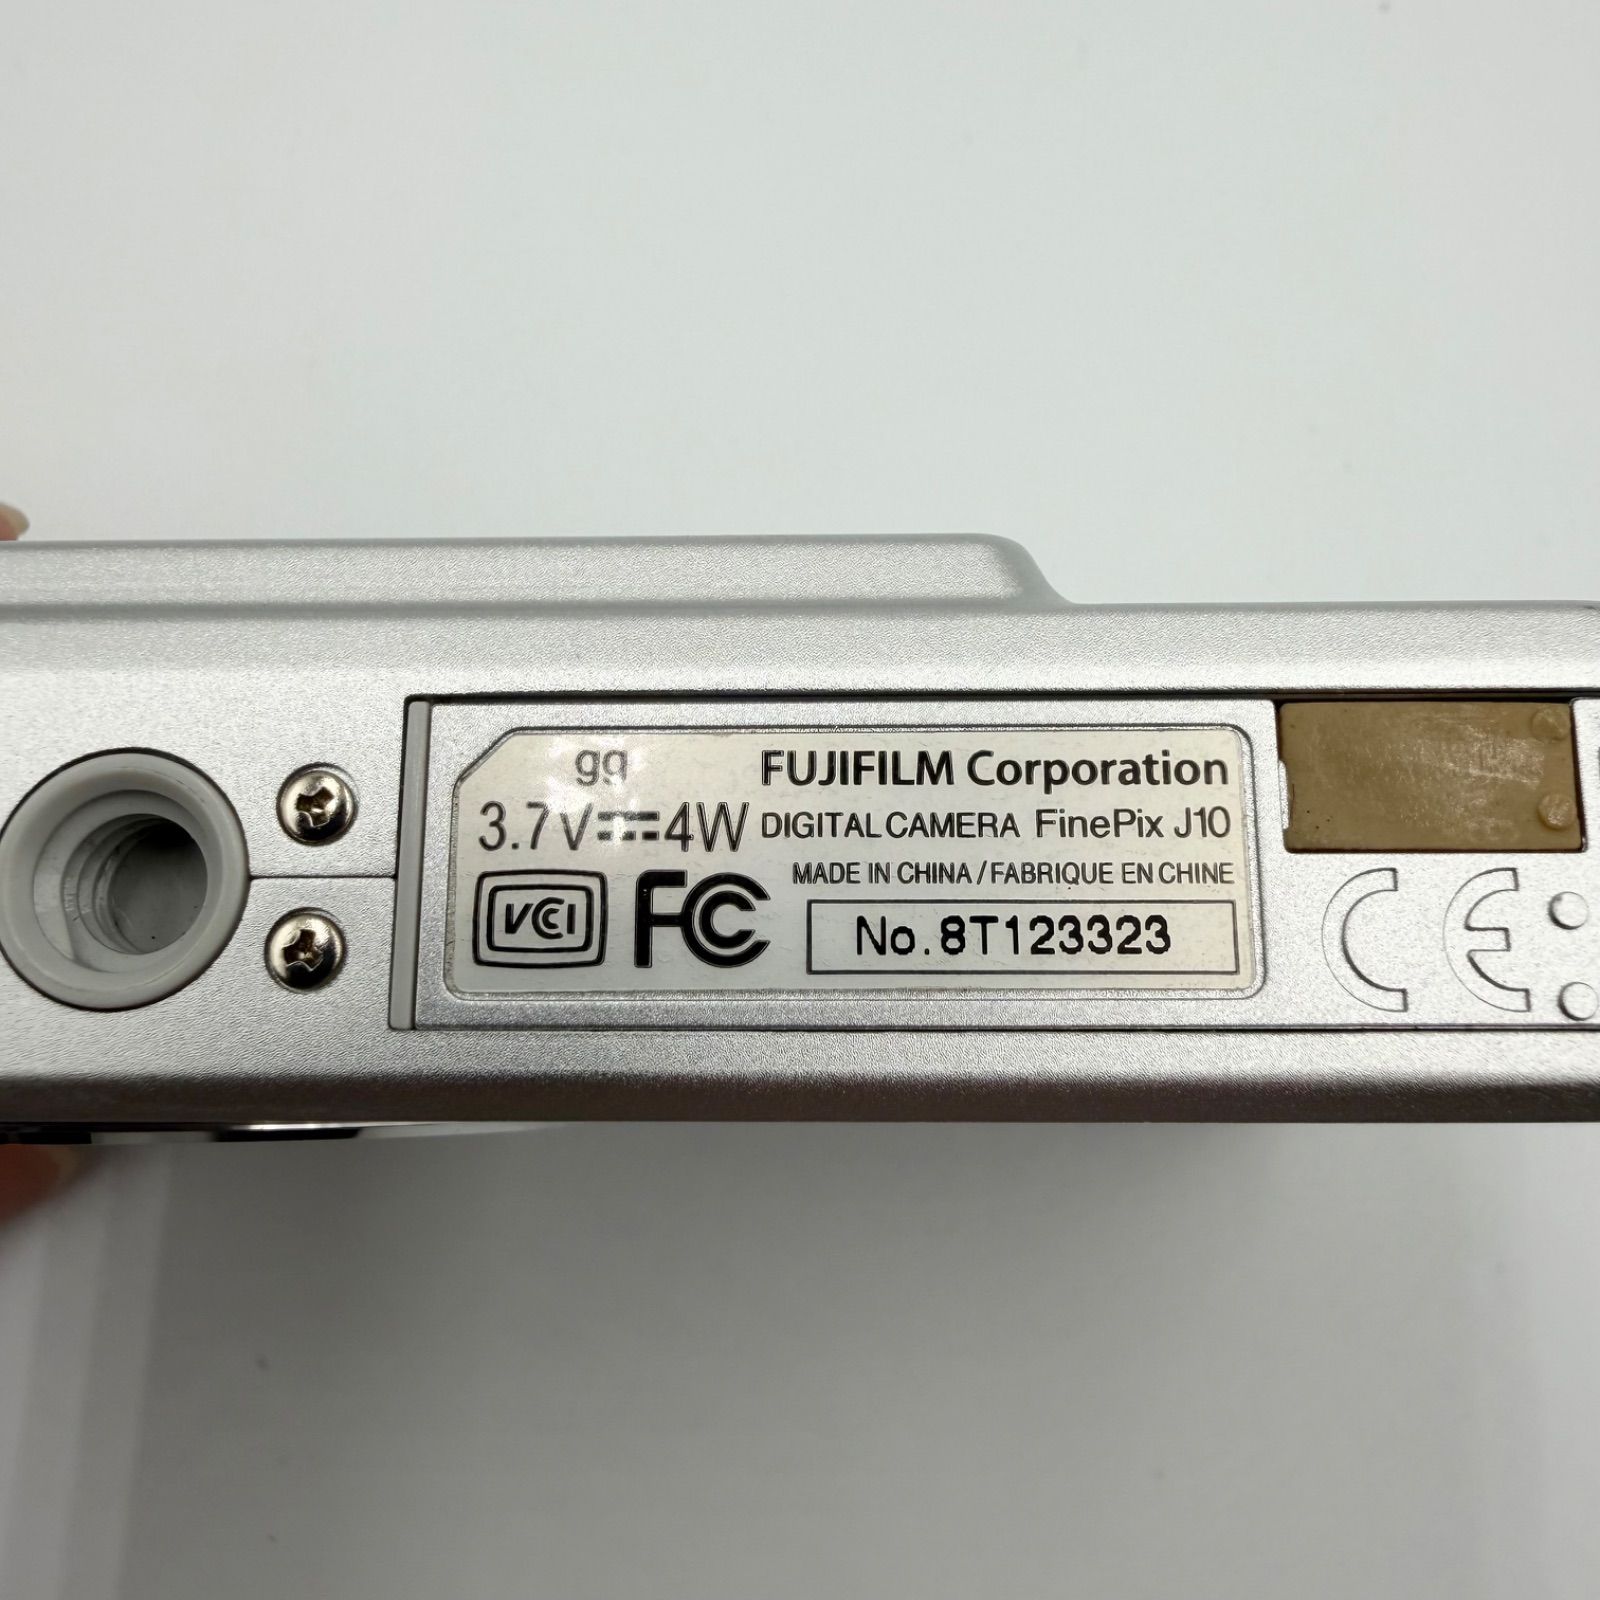 gg
3.7V⎓4W
VCCI
FC
FUJIFILM Corporation
DIGITAL CAMERA FinePix J10
MADE IN CHINA / FABRIQUE EN CHINE
No.8T123323
CE